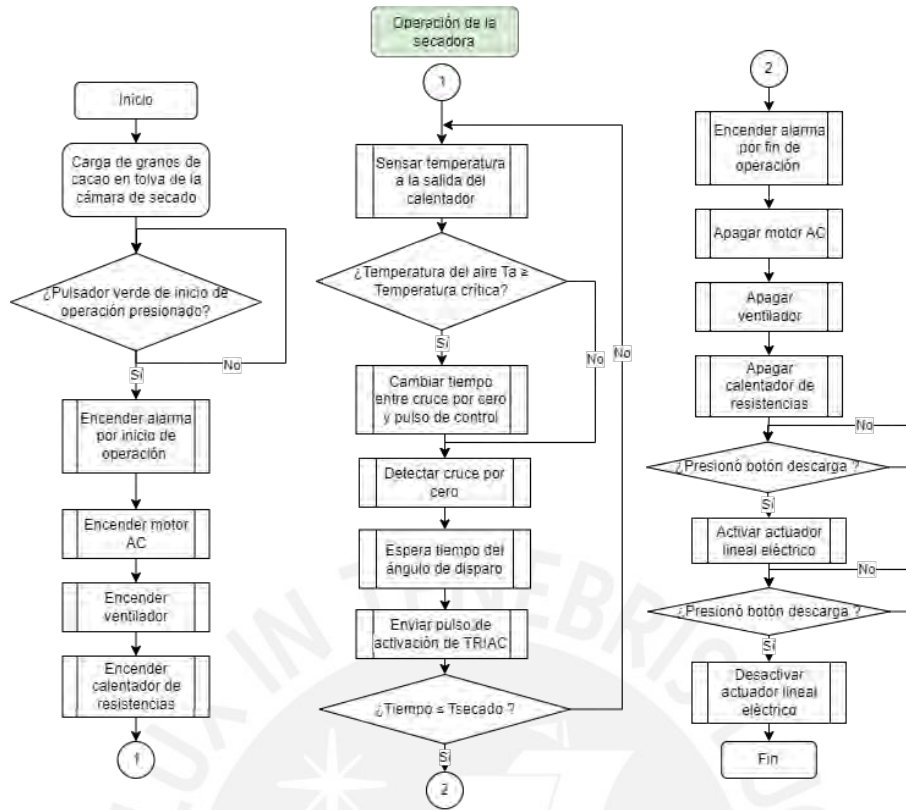 Operación de la
secadora
Inicio
Carga de granos de
cacao en tolva de la
cámara de secado
¿Pulsador verde de inicio de
operación presionado?
No
Sí
Encender alarma
por inicio de
operación
Encender motor
AC
Encender
ventilador
Encender
calentador de
resistencias
1
1
Sensar temperatura
a la salida del
calentador
¿Temperatura del aire Ta ≥
Temperatura crítica?
No
No
Sí
Cambiar tiempo
entre cruce por cero
y pulso de control
Detectar cruce por
cero
Espera tiempo del
ángulo de disparo
Enviar pulso de
activación de TRIAC
¿Tiempo ≤ Tsecado ?
Sí
2
2
Encender alarma
por fin de
operación
Apagar motor AC
Apagar
ventilador
Apagar
calentador de
resistencias
No
¿Presionó botón descarga ?
Sí
Activar actuador
lineal eléctrico
No
¿Presionó botón descarga ?
Sí
Desactivar
actuador lineal
eléctrico
Fin
LUX IN TENEBRIS